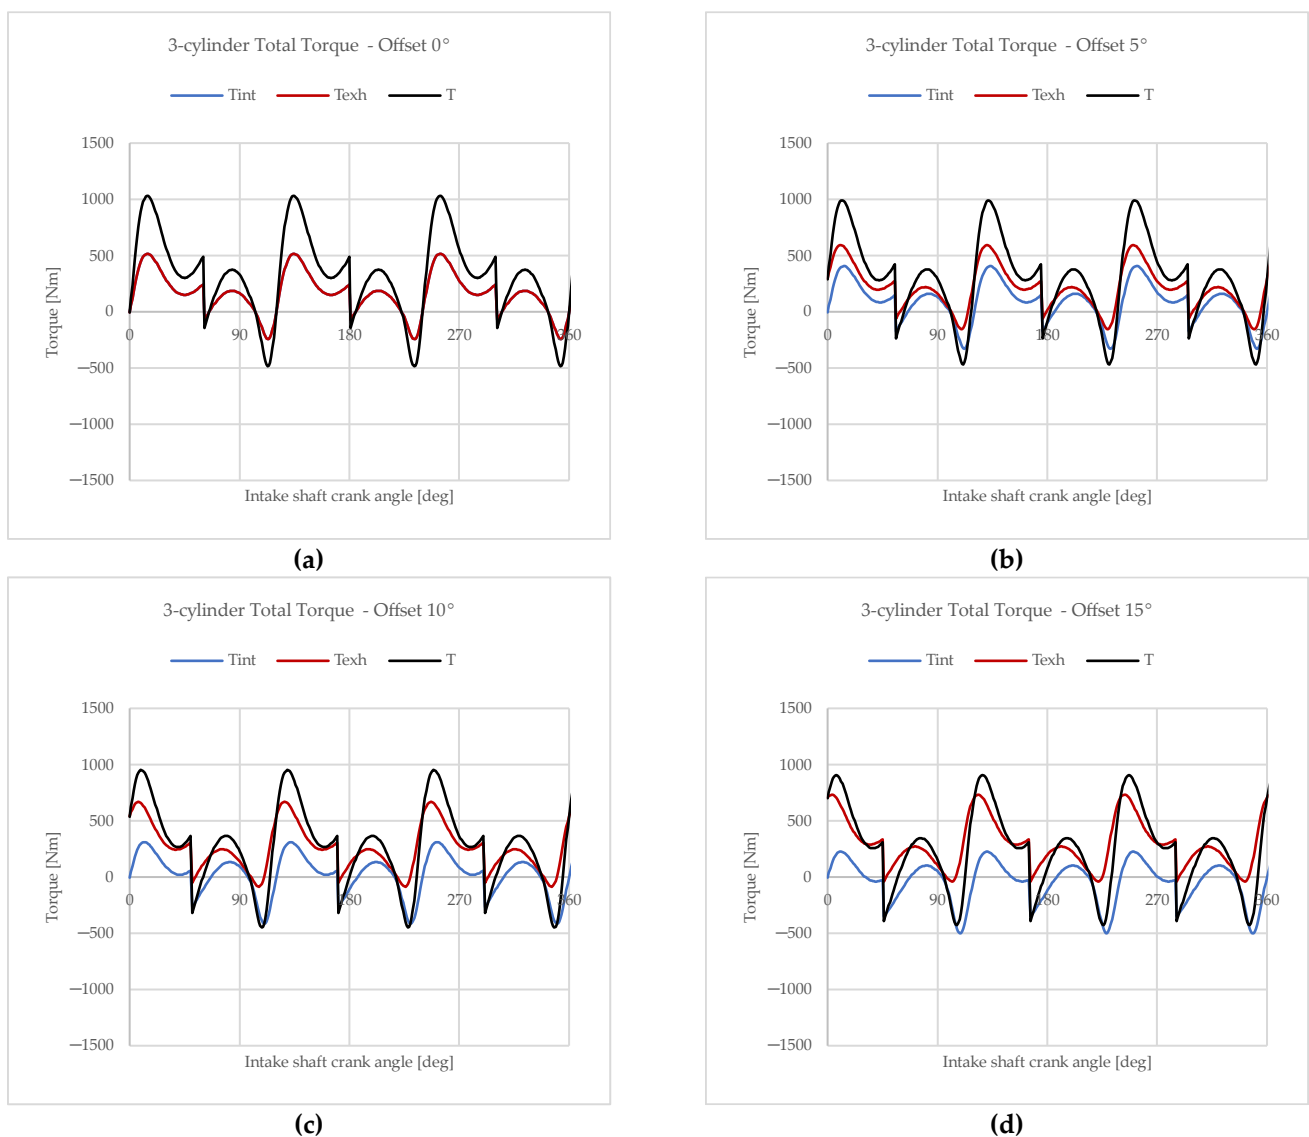 3-cylinder Total Torque - Offset 0°
Tint Texh T
1500
1000
500
0
−500
−1000
−1500
0 90 180 270 360
Torque [Nm]
Intake shaft crank angle [deg]
(a)
3-cylinder Total Torque - Offset 5°
Tint Texh T
1500
1000
500
0
−500
−1000
−1500
0 90 180 270 360
Torque [Nm]
Intake shaft crank angle [deg]
(b)
3-cylinder Total Torque - Offset 10°
Tint Texh T
1500
1000
500
0
−500
−1000
−1500
0 90 180 270 360
Torque [Nm]
Intake shaft crank angle [deg]
(c)
3-cylinder Total Torque - Offset 15°
Tint Texh T
1500
1000
500
0
−500
−1000
−1500
0 90 180 270 360
Torque [Nm]
Intake shaft crank angle [deg]
(d)